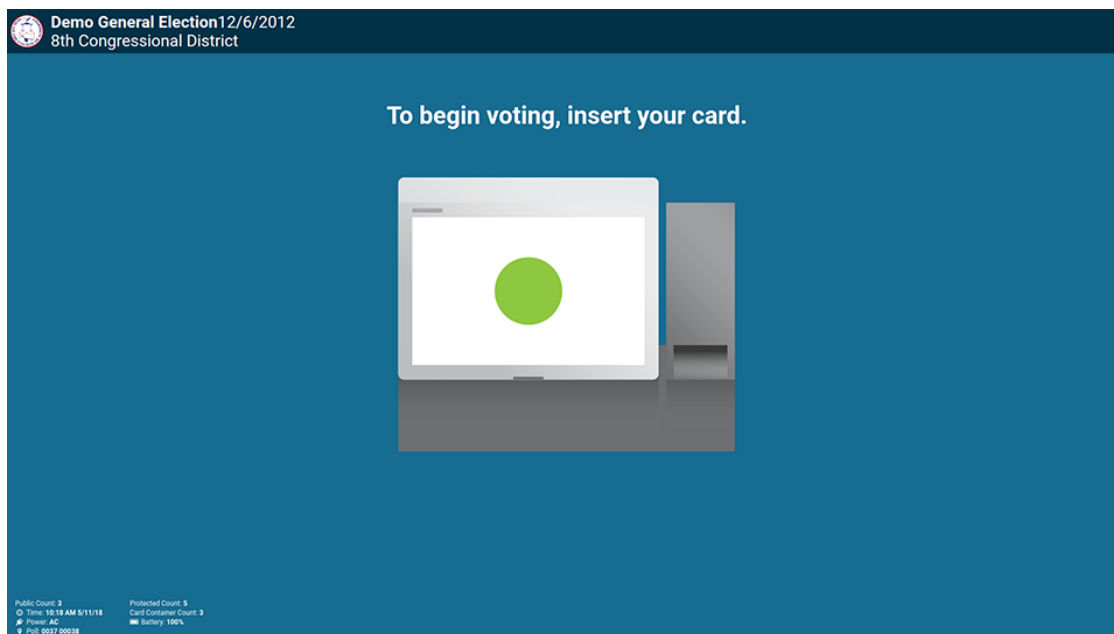 Demo General Election12/6/2012
8th Congressional District
To begin voting, insert your card.
Public Count: 3
Time: 10:18 AM 5/11/18
Power: AC
Poll: 0037 00038
Protected Count: 5
Card Container Count: 3
Battery: 100%